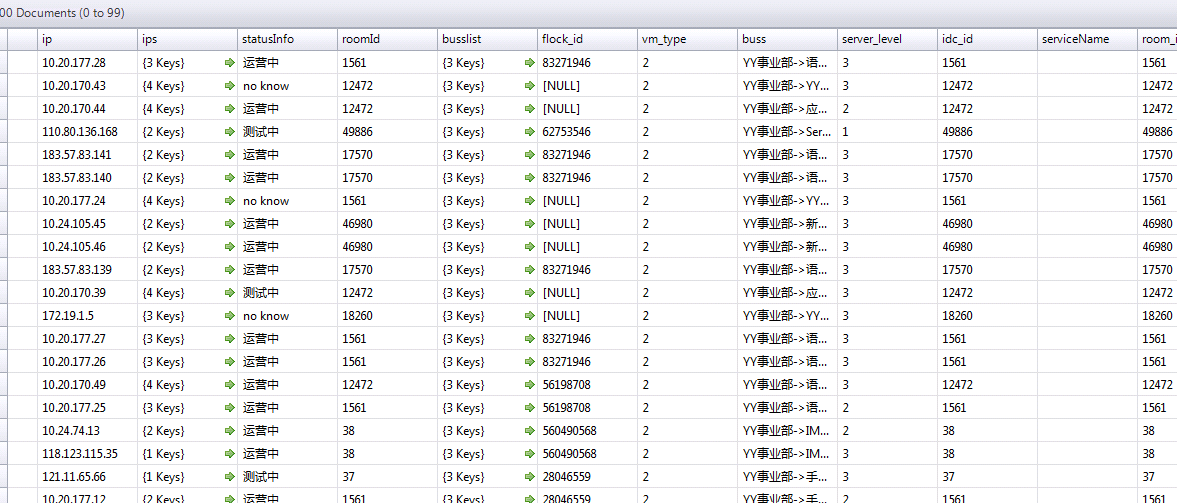 00 Documents (0 to 99)
ip ips statusInfo roomId busslist flock_id vm_type buss server_level idc_id serviceName room_i
10.20.177.28 {3 Keys} 运营中 1561 {3 Keys} 83271946 2 YY事业部->语... 3 1561 1561
10.20.170.43 {4 Keys} no know 12472 {3 Keys} [NULL] 2 YY事业部->YY... 3 12472 12472
10.20.170.44 {4 Keys} 运营中 12472 {3 Keys} [NULL] 2 YY事业部->应... 2 12472 12472
110.80.136.168 {2 Keys} 测试中 49886 {3 Keys} 62753546 2 YY事业部->Ser... 1 49886 49886
183.57.83.141 {2 Keys} 运营中 17570 {3 Keys} 83271946 2 YY事业部->语... 3 17570 17570
183.57.83.140 {2 Keys} 运营中 17570 {3 Keys} 83271946 2 YY事业部->语... 3 17570 17570
10.20.177.24 {4 Keys} no know 1561 {3 Keys} [NULL] 2 YY事业部->YY... 3 1561 1561
10.24.105.45 {2 Keys} 运营中 46980 {3 Keys} [NULL] 2 YY事业部->新... 3 46980 46980
10.24.105.46 {2 Keys} 运营中 46980 {3 Keys} [NULL] 2 YY事业部->新... 3 46980 46980
183.57.83.139 {2 Keys} 运营中 17570 {3 Keys} 83271946 2 YY事业部->语... 3 17570 17570
10.20.170.39 {4 Keys} 测试中 12472 {3 Keys} [NULL] 2 YY事业部->应... 3 12472 12472
172.19.1.5 {3 Keys} no know 18260 {3 Keys} [NULL] 2 YY事业部->YY... 3 18260 18260
10.20.177.27 {3 Keys} 运营中 1561 {3 Keys} 83271946 2 YY事业部->语... 3 1561 1561
10.20.177.26 {3 Keys} 运营中 1561 {3 Keys} 83271946 2 YY事业部->语... 3 1561 1561
10.20.170.49 {4 Keys} 运营中 12472 {3 Keys} 56198708 2 YY事业部->语... 3 12472 12472
10.20.177.25 {3 Keys} 运营中 1561 {3 Keys} 56198708 2 YY事业部->语... 2 1561 1561
10.24.74.13 {2 Keys} 运营中 38 {3 Keys} 560490568 2 YY事业部->IM... 2 38 38
118.123.115.35 {1 Keys} 运营中 38 {3 Keys} 560490568 2 YY事业部->IM... 3 38 38
121.11.65.66 {1 Keys} 测试中 37 {3 Keys} 28046559 2 YY事业部->手... 3 37 37
10.20.177.12 {2 Keys} 运营中 1561 {3 Keys} 28046559 2 YY事业部->手... 2 1561 1561